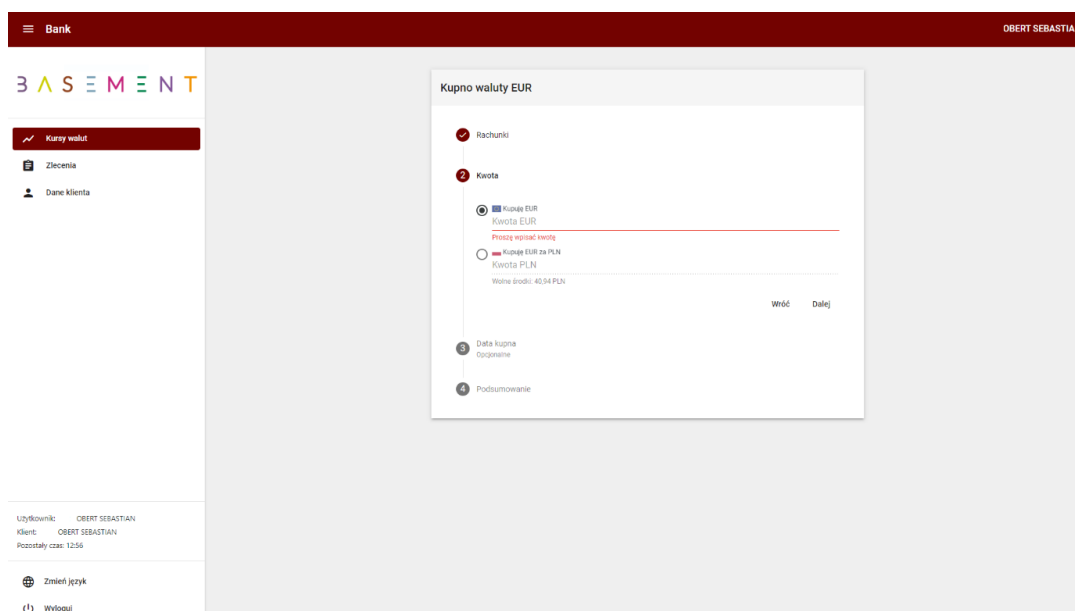 Bank
OBERT SEBASTIA
BASEMENT
Kursy walut
Zlecenia
Dane klienta
Kupno waluty EUR
Rachunki
2 Kwota
Kupuję EUR
Kwota EUR
Proszę wpisać kwotę
Kupuję EUR za PLN
Kwota PLN
Wolne środki: 40,94 PLN
Wróć Dalej
3 Data kupna
Opcjonalne
4 Podsumowanie
Użytkownik: OBERT SEBASTIAN
Klient: OBERT SEBASTIAN
Pozostały czas: 12:56
Zmień język
Wyloguj